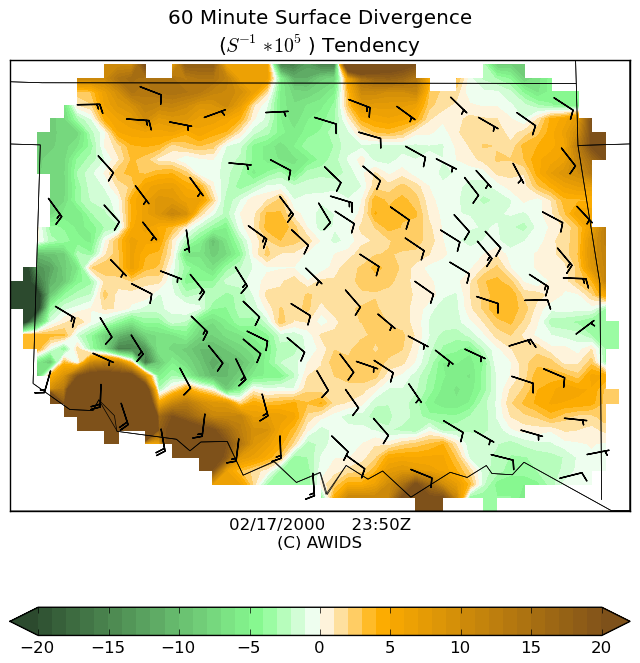 60 Minute Surface Divergence
(S⁻¹ *10⁵ ) Tendency
02/17/2000 23:50Z
(C) AWIDS
−20 −15 −10 −5 0 5 10 15 20